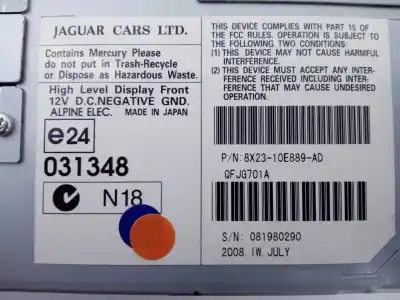 JAGUAR CARS LTD.
Contains Mercury Please
do not put in Trash-Recycle
or Dispose as Hazardous Waste.
High Level Display Front
12V D.C.NEGATIVE GND.
ALPINE ELEC. MADE IN JAPAN
e24
031348
N18
THIS DEVICE COMPLIES WITH PART 15 OF
THE FCC RULES. OPERATION IS SUBJECT TO
THE FOLLOWING TWO CONDITIONS:
(1) THIS DEVICE MAY NOT CAUSE HARMFUL
INTERFERENCE.
(2) THIS DEVICE MUST ACCEPT ANY INTER-
FERENCE RECEIVED INCLUDING INTER-
FERENCE THAT MAY CAUSE UNDESIRED
OPERATION.
P/N:8X23-10E889-AD
QFJG701A
S/N: 081980290
2008.IW.JULY